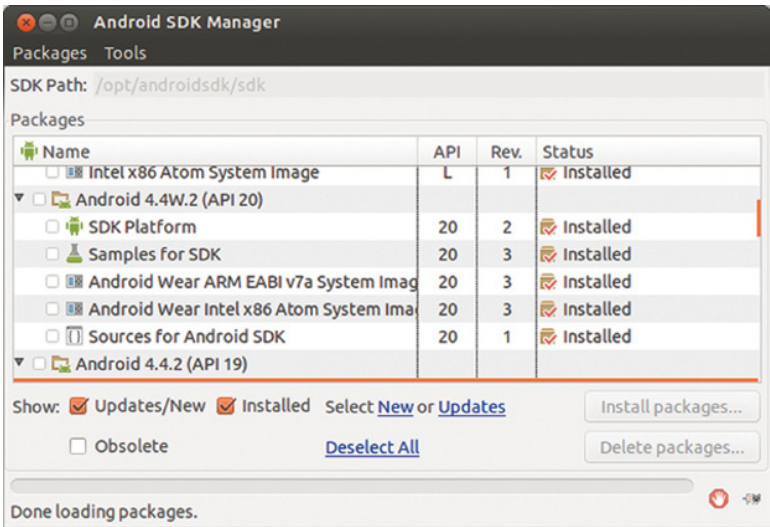 Android SDK Manager
Packages Tools
SDK Path: /opt/androidsdk/sdk
Packages
Name API Rev. Status
Intel x86 Atom System Image L 1 Installed
Android 4.4W.2 (API 20)
SDK Platform 20 2 Installed
Samples for SDK 20 3 Installed
Android Wear ARM EABI v7a System Imag 20 3 Installed
Android Wear Intel x86 Atom System Ima 20 3 Installed
Sources for Android SDK 20 1 Installed
Android 4.4.2 (API 19)
Show: Updates/New Installed Select New or Updates Install packages...
Obsolete Deselect All Delete packages...
Done loading packages.